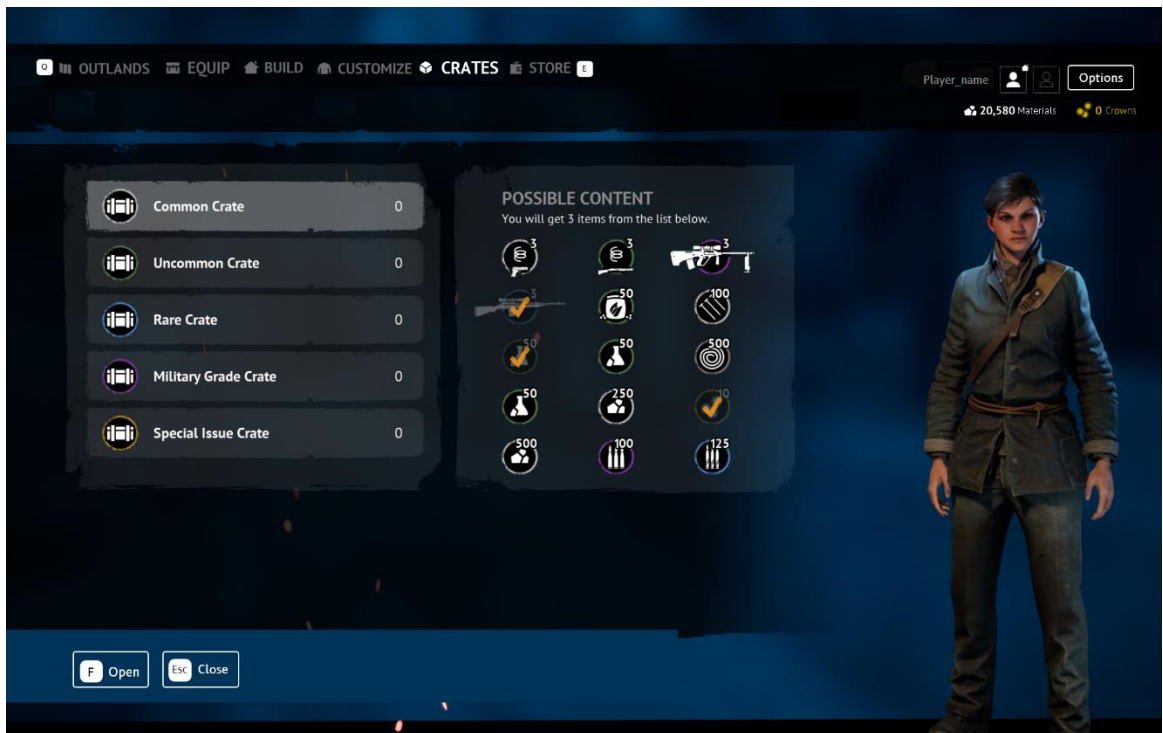 Q OUTLANDS EQUIP BUILD CUSTOMIZE CRATES STORE E
Player_name Options
20,580 Materials 0 Crowns
Common Crate 0
Uncommon Crate 0
Rare Crate 0
Military Grade Crate 0
Special Issue Crate 0
POSSIBLE CONTENT
You will get 3 items from the list below.
3 3 3
3 50 100
50 50 500
50 250 10
500 100 125
F Open Esc Close